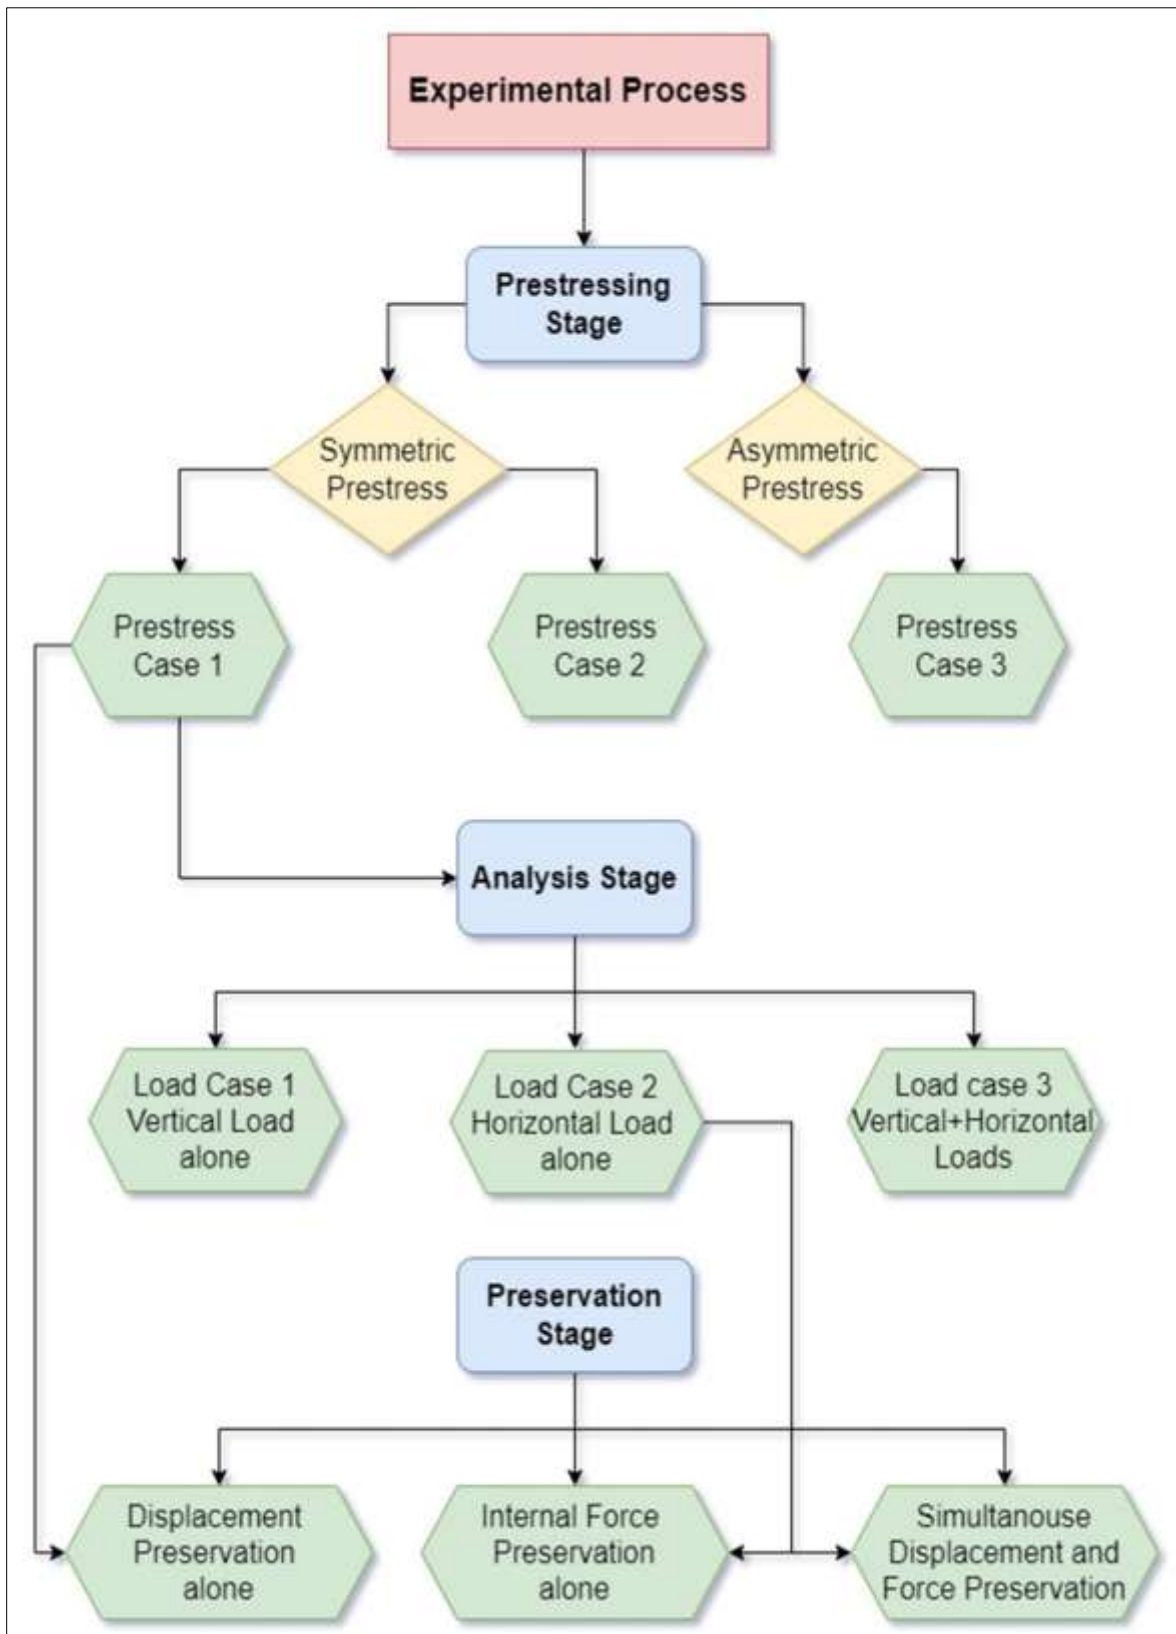 Experimental Process
Prestressing
Stage
Symmetric
Prestress
Asymmetric
Prestress
Prestress
Case 1
Prestress
Case 2
Prestress
Case 3
Analysis Stage
Load Case 1
Vertical Load
alone
Load Case 2
Horizontal Load
alone
Load case 3
Vertical+Horizontal
Loads
Preservation
Stage
Displacement
Preservation
alone
Internal Force
Preservation
alone
Simultanouse
Displacement and
Force Preservation